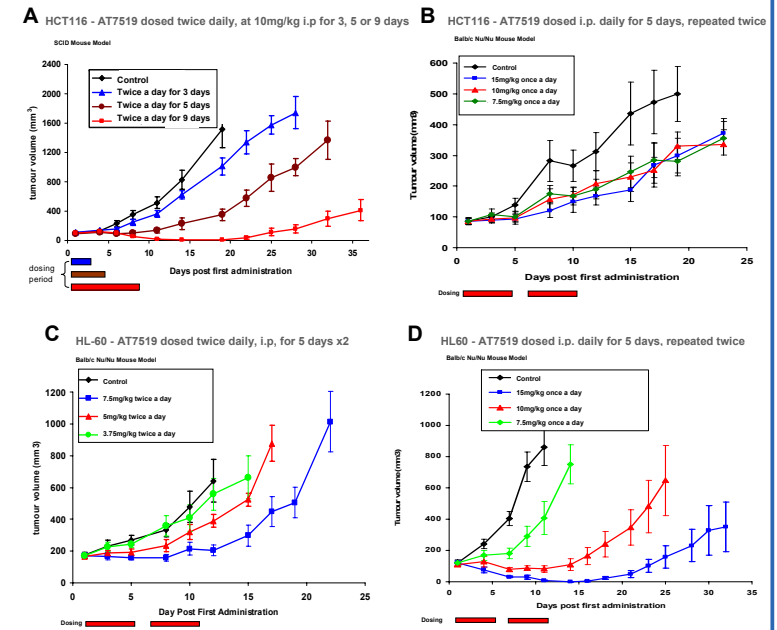 A HCT116 - AT7519 dosed twice daily, at 10mg/kg i.p for 3, 5 or 9 days
SCID Mouse Model
Control
Twice a day for 3 days
Twice a day for 5 days
Twice a day for 9 days
tumour volume (mm3)
2400
2000
1600
1200
800
400
0
0 5 10 15 20 25 30 35
Days post first administration
dosing
period
B HCT116 - AT7519 dosed i.p. daily for 5 days, repeated twice
Balb/c Nu/Nu Mouse Model
Control
15mg/kg once a day
10mg/kg once a day
7.5mg/kg once a day
Tumour volume(mm3)
600
500
400
300
200
100
0
0 5 10 15 20 25
Days post first administration
Dosing
C HL-60 - AT7519 dosed twice daily, i.p, for 5 days x2
Balb/c Nu/Nu Mouse Model
Control
7.5mg/kg twice a day
5mg/kg twice a day
3.75mg/kg twice a day
tumour volume (mm3)
1200
1000
800
600
400
200
0
0 5 10 15 20 25
Day Post First Administration
Dosing
D HL60 - AT7519 dosed i.p. daily for 5 days, repeated twice
Balb/c Nu/Nu Mouse Model
Control
15mg/kg once a day
10mg/kg once a day
7.5mg/kg once a day
Tumour volume(mm3)
1200
1000
800
600
400
200
0
0 5 10 15 20 25 30 35
Days post first administration
Dosing